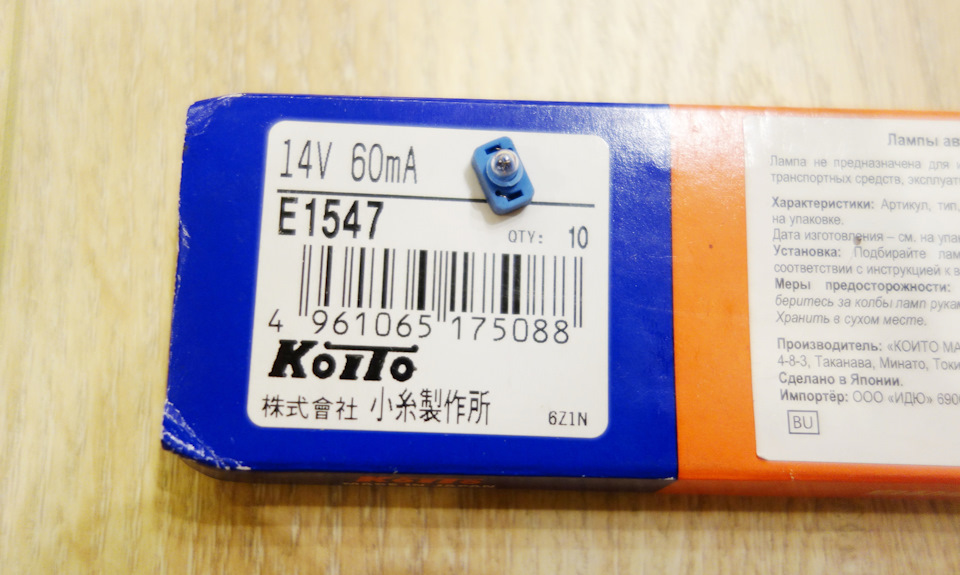 14V 60mA
E1547
QTY: 10
4 961065 175088
KoiTo
株式會社 小糸製作所
6Z1N
Koito
Лампы ав
Лампа не предназначена для
транспортных средств, эксплуат
Характеристики: Артикул, тип,
на упаковке.
Дата изготовления – см. на упа
Установка: Подбирайте лам
соответствии с инструкцией к
Меры предосторожности:
беритесь за колбы ламп рукам
Хранить в сухом месте.
Производитель: «КОИТО МА
4-8-3, Таканава, Минато, Токи
Сделано в Японии.
Импортёр: ООО «ИДЮ» 690
BU